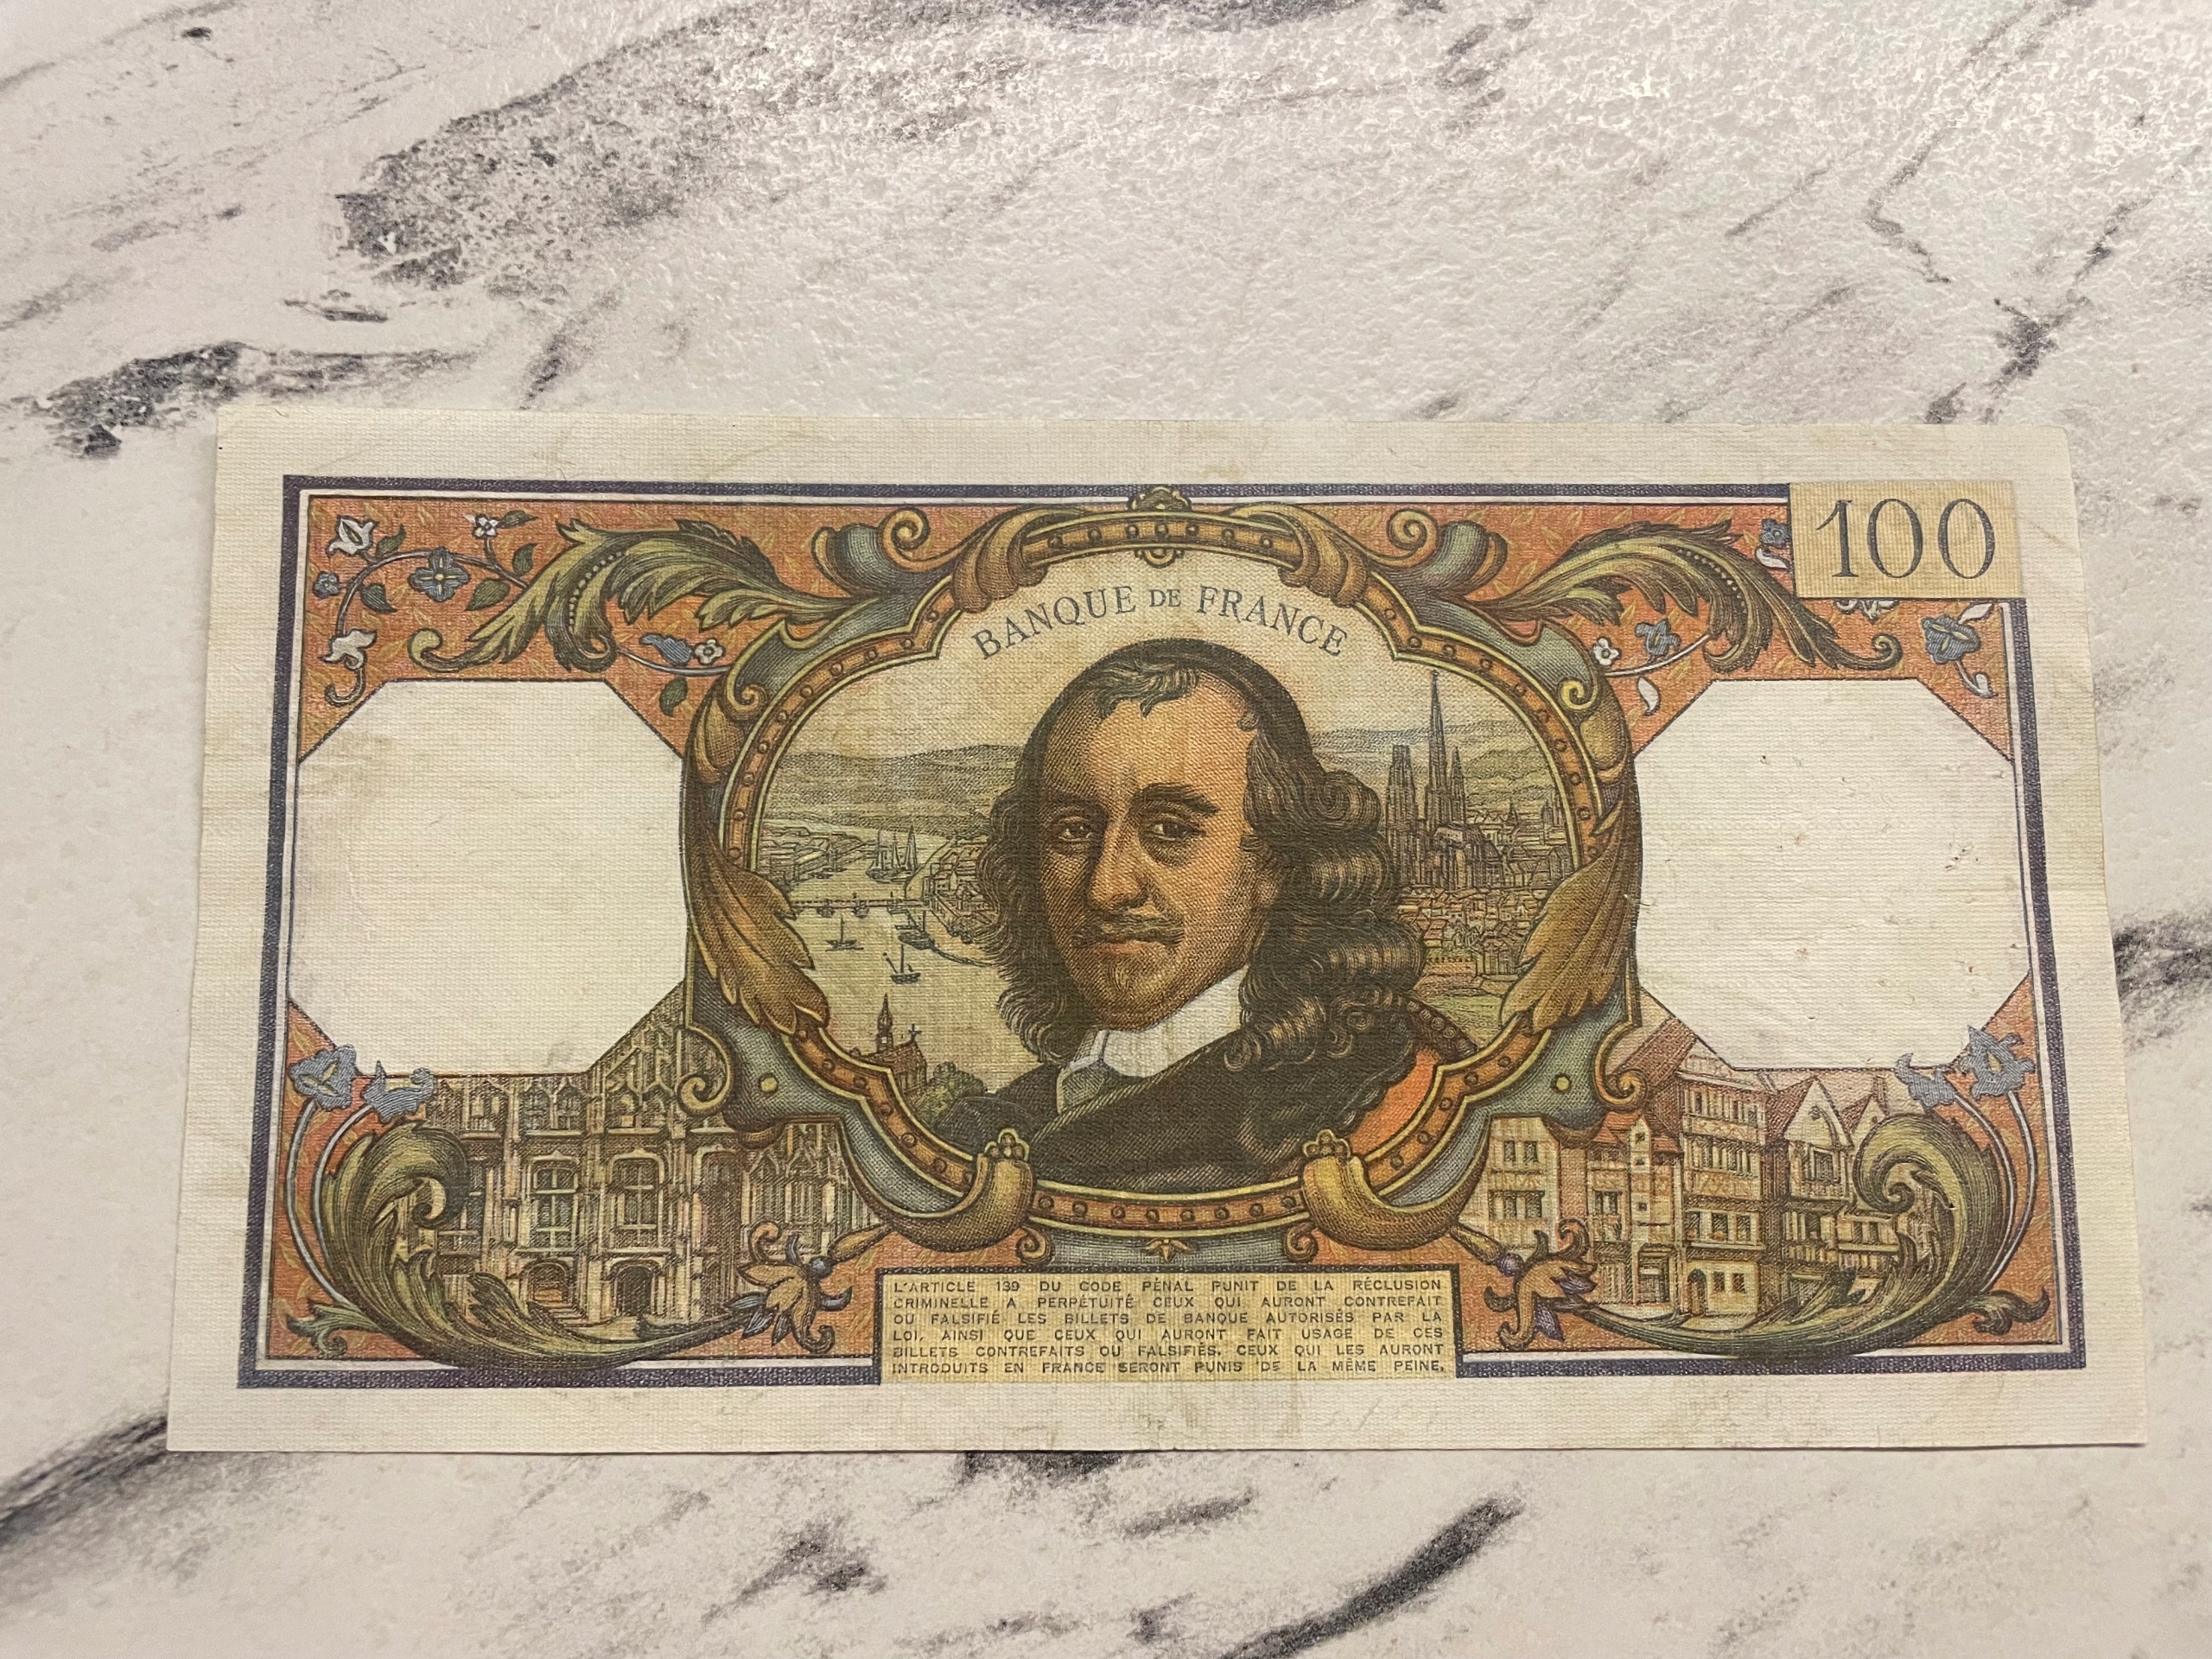 100
BANQUE DE FRANCE
L'ARTICLE 139 DU CODE PÉNAL PUNIT DE LA RÉCLUSION
CRIMINELLE A PERPÉTUITÉ CEUX QUI AURONT CONTREFAIT
OU FALSIFIÉ LES BILLETS DE BANQUE AUTORISÉS PAR LA
LOI, AINSI QUE CEUX QUI AURONT FAIT USAGE DE CES
BILLETS CONTREFAITS OU FALSIFIÉS. CEUX QUI LES AURONT
INTRODUITS EN FRANCE SERONT PUNIS DE LA MÊME PEINE.